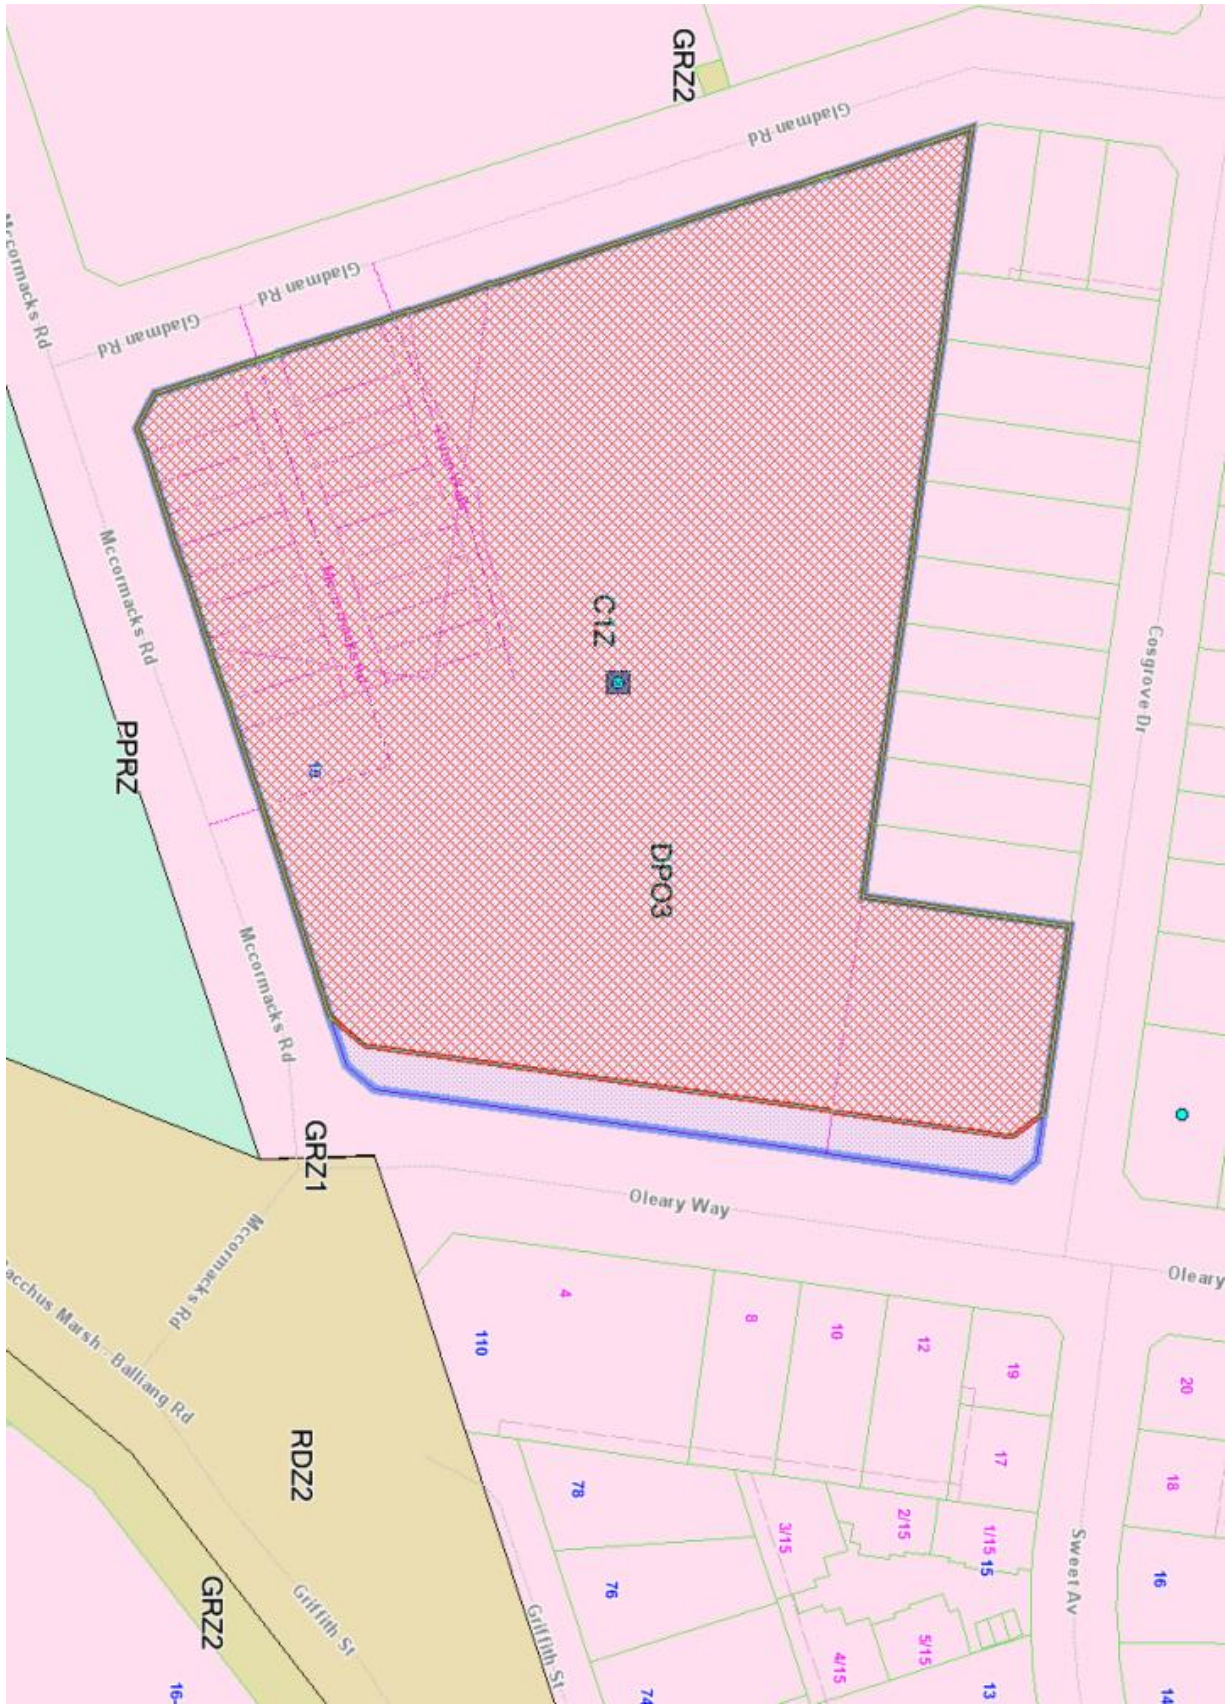 GRZ2
Gladman Rd
Mccormacks Rd
Gladman Rd
Gladman Rd
Mccormacks Rd
C1Z
Cosgrove Dr
PPRZ
DPO3
Mccormacks Rd
GRZ1
Oleary Way
Oleary
Mccormacks Rd
Balliang Rd
4
8
10
12
19
20
110
17
18
RDZ2
78
3/15
2/15
1/15
15
16
Sweet Av
76
GRZ2
Griffith St
Griffith St
4/15
5/15
13
14